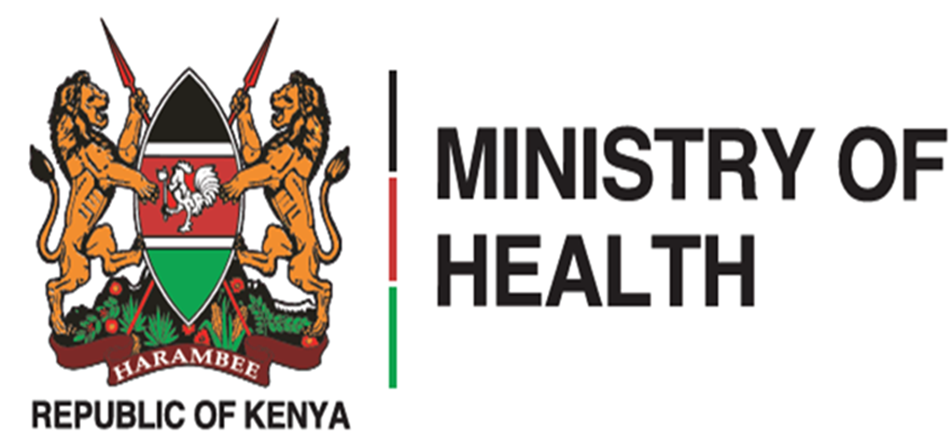 HARAMBEE
REPUBLIC OF KENYA
MINISTRY OF
HEALTH